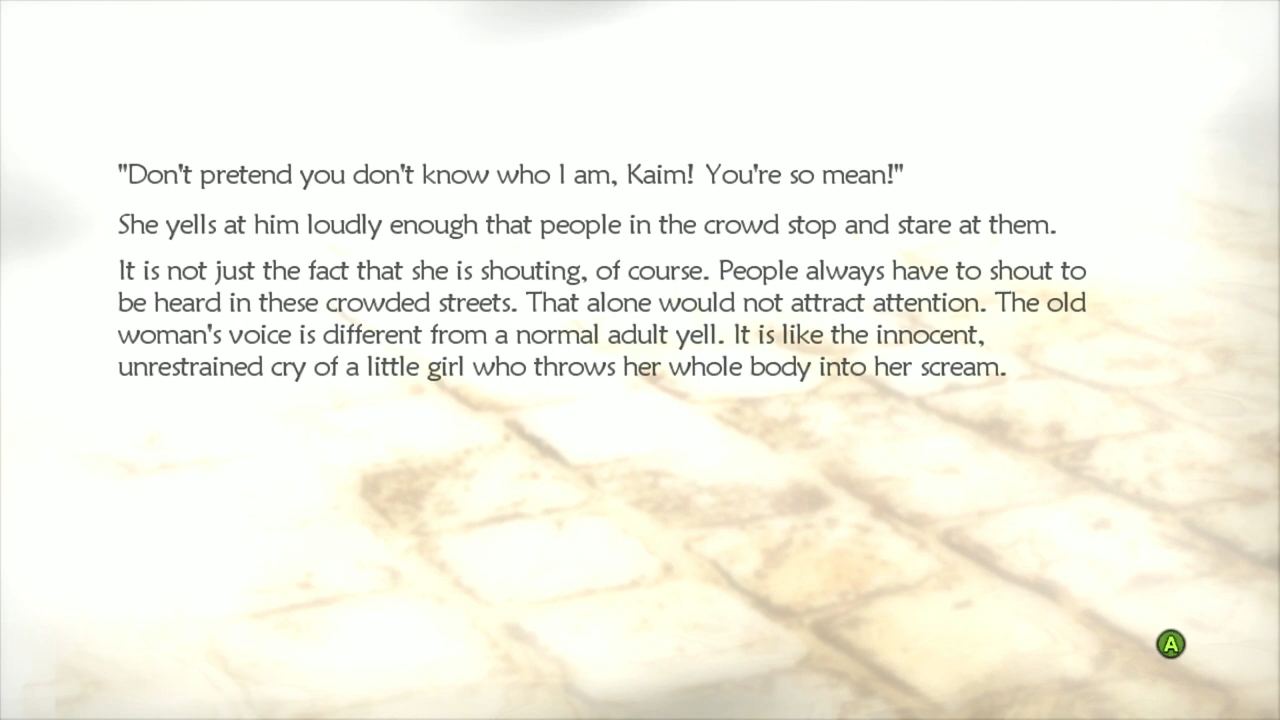 "Don't pretend you don't know who I am, Kaim! You're so mean!"
She yells at him loudly enough that people in the crowd stop and stare at them.
It is not just the fact that she is shouting, of course. People always have to shout to
be heard in these crowded streets. That alone would not attract attention. The old
woman's voice is different from a normal adult yell. It is like the innocent,
unrestrained cry of a little girl who throws her whole body into her scream.
A